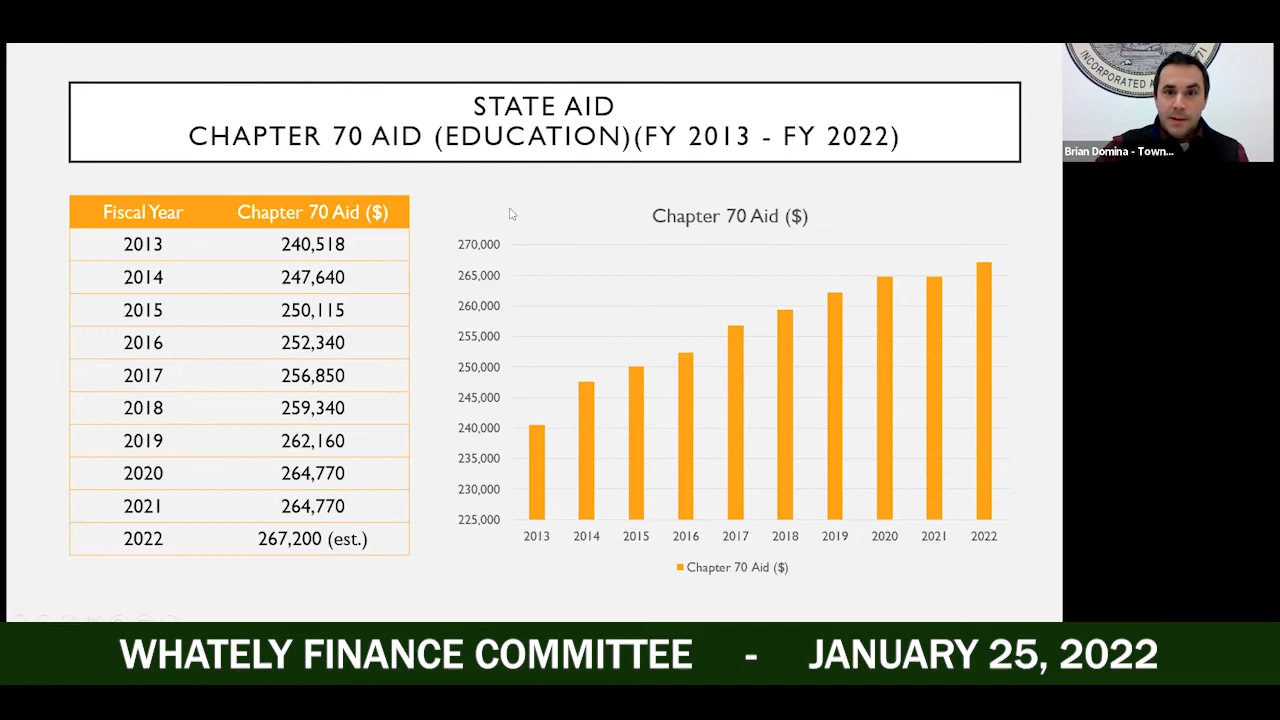 STATE AID
CHAPTER 70 AID (EDUCATION)(FY 2013 - FY 2022)
INCORPORATED
71
Brian Domina - Town...
Fiscal Year Chapter 70 Aid ($)
2013 240,518
2014 247,640
2015 250,115
2016 252,340
2017 256,850
2018 259,340
2019 262,160
2020 264,770
2021 264,770
2022 267,200 (est.)
Chapter 70 Aid ($)
270,000
265,000
260,000
255,000
250,000
245,000
240,000
235,000
230,000
225,000
2013 2014 2015 2016 2017 2018 2019 2020 2021 2022
Chapter 70 Aid ($)
WHATELY FINANCE COMMITTEE - JANUARY 25, 2022